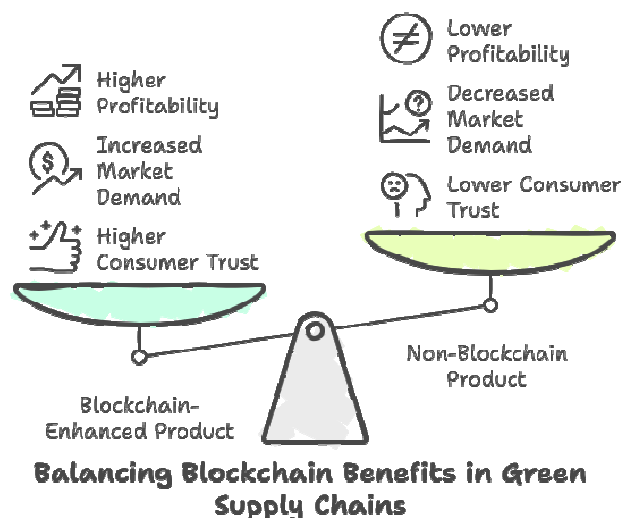 Higher
Profitability
Increased
Market
Demand
Higher
Consumer Trust
Blockchain-
Enhanced Product
Lower
Profitability
Decreased
Market
Demand
Lower Consumer
Trust
Non-Blockchain
Product
$
?
Balancing Blockchain Benefits in Green
Supply Chains